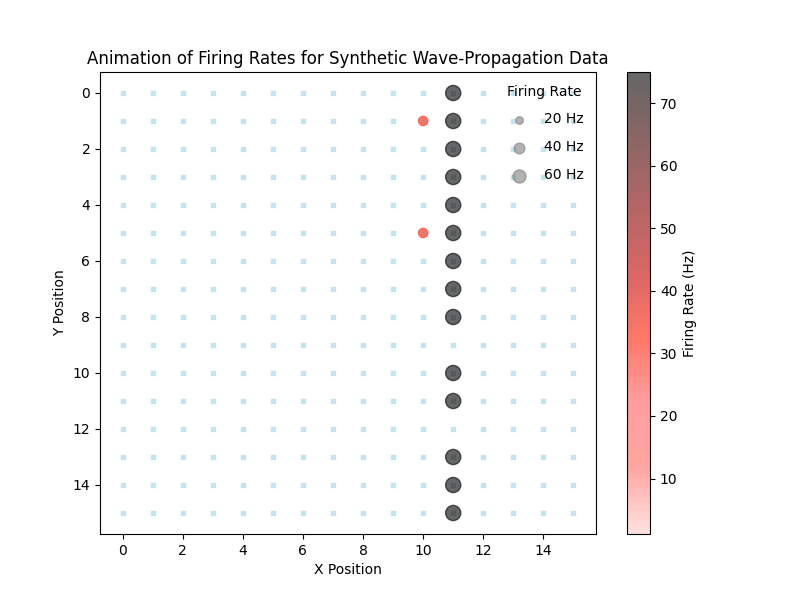 Animation of Firing Rates for Synthetic Wave-Propagation Data
Firing Rate
20 Hz
40 Hz
60 Hz
0
2
4
6
8
10
12
14
Y Position
0 2 4 6 8 10 12 14
X Position
70
60
50
40
30
20
10
Firing Rate (Hz)